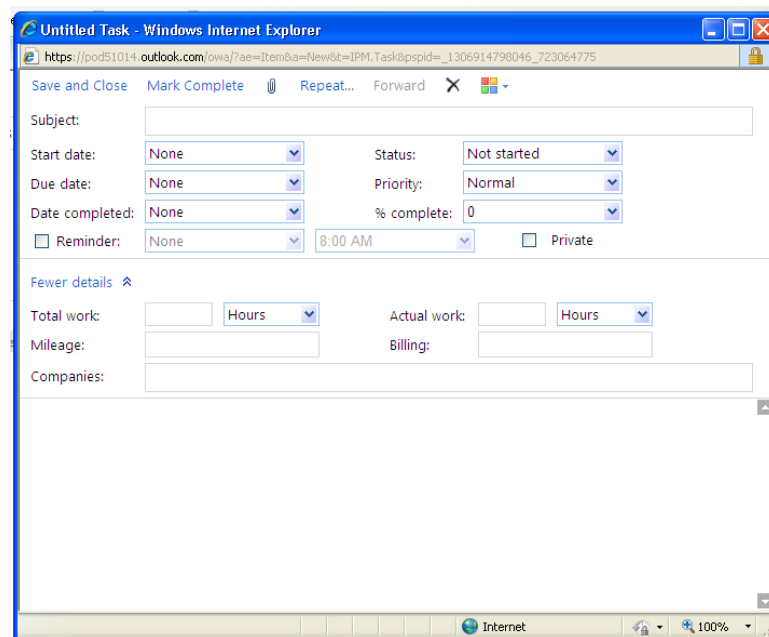 Untitled Task - Windows Internet Explorer
https://pod51014.outlook.com/owa/?ae=Item&a=New&t=IPM.Task&pspid=_1306914798046_723064775
Save and Close Mark Complete Repeat... Forward
Subject:
Start date: None Status: Not started
Due date: None Priority: Normal
Date completed: None % complete: 0
Reminder: None 8:00 AM Private
Fewer details
Total work: Hours Actual work: Hours
Mileage: Billing:
Companies:
Internet 100%